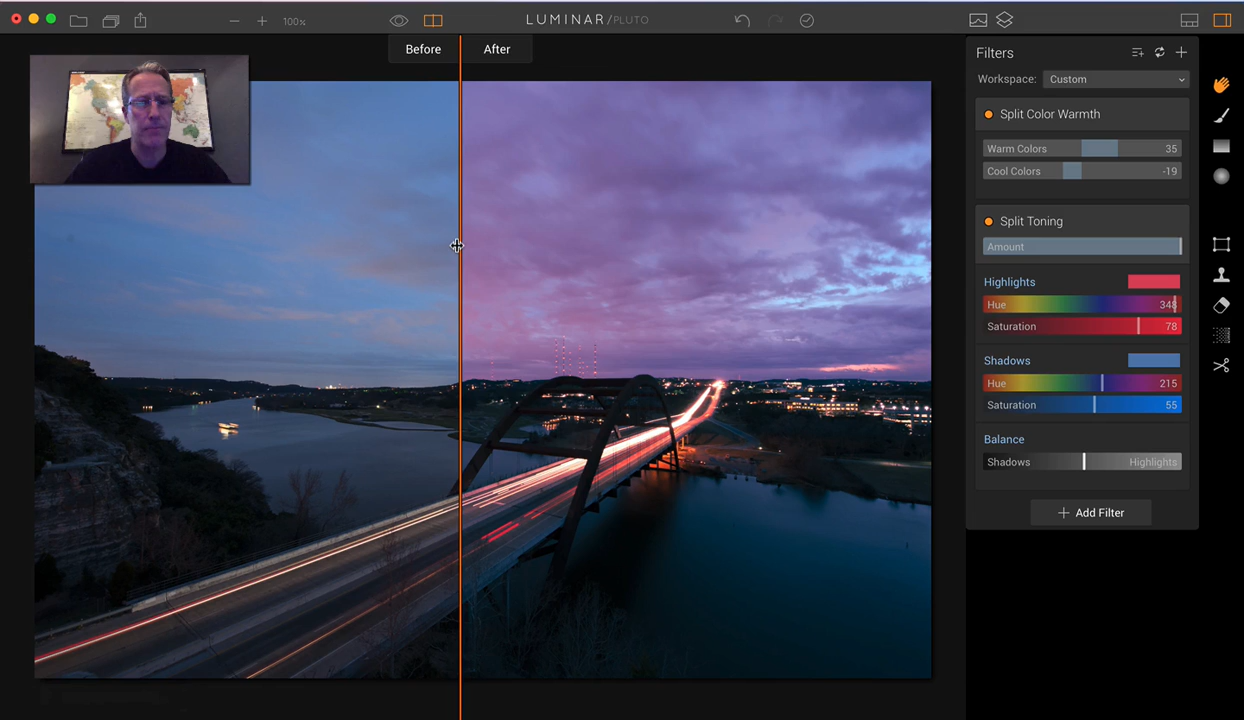 100%
LUMINAR/PLUTO
Before After
Filters
Workspace: Custom
Split Color Warmth
Warm Colors 35
Cool Colors -19
Split Toning
Amount
Highlights
Hue 348
Saturation 78
Shadows
Hue 215
Saturation 55
Balance
Shadows Highlights
Add Filter